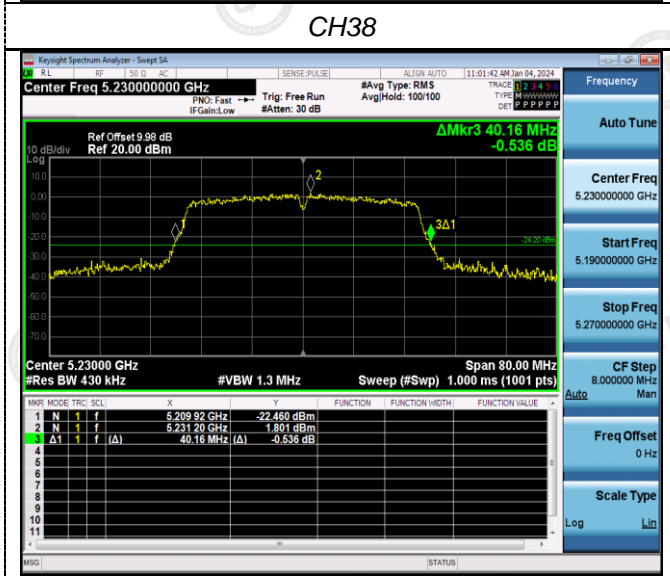 CH38
Keysight Spectrum Analyzer - Swept SA
RL RF 50 Ω AC SENSE:PULSE ALIGN AUTO 11:01:42 AM Jan 04, 2024
Center Freq 5.230000000 GHz
PNO: Fast
IFGain:Low
Trig: Free Run
#Atten: 30 dB
#Avg Type: RMS
Avg|Hold: 100/100
TRACE 1 2 3 4 5 6
TYPE M WWWWW
DET P P P P P P
Ref Offset 9.98 dB
10 dB/div Ref 20.00 dBm
ΔMkr3 40.16 MHz
-0.536 dB
Log
10.0
0.00
-10.0
-20.0
-30.0
-40.0
-50.0
-60.0
-70.0
1
2
3Δ1
-24.20 dBm
Center 5.23000 GHz Span 80.00 MHz
#Res BW 430 kHz #VBW 1.3 MHz Sweep (#Swp) 1.000 ms (1001 pts)
MKR MODE TRC SCL X Y FUNCTION FUNCTION WIDTH FUNCTION VALUE
1 N 1 f 5.209 92 GHz -22.460 dBm
2 N 1 f 5.231 20 GHz 1.801 dBm
3 Δ1 1 f (Δ) 40.16 MHz (Δ) -0.536 dB
4
5
6
7
8
9
10
11
MSG STATUS
Frequency
Auto Tune
Center Freq
5.230000000 GHz
Start Freq
5.190000000 GHz
Stop Freq
5.270000000 GHz
CF Step
8.000000 MHz
Auto Man
Freq Offset
0 Hz
Scale Type
Log Lin